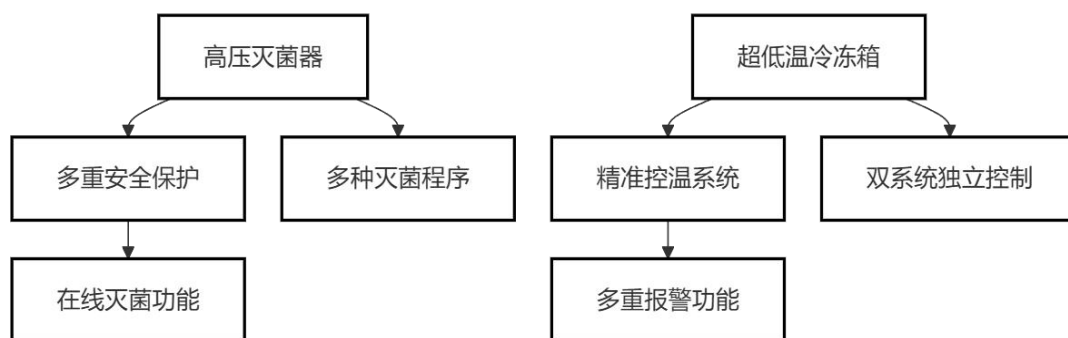 高压灭菌器
超低温冷冻箱
多重安全保护
多种灭菌程序
精准控温系统
双系统独立控制
在线灭菌功能
多重报警功能